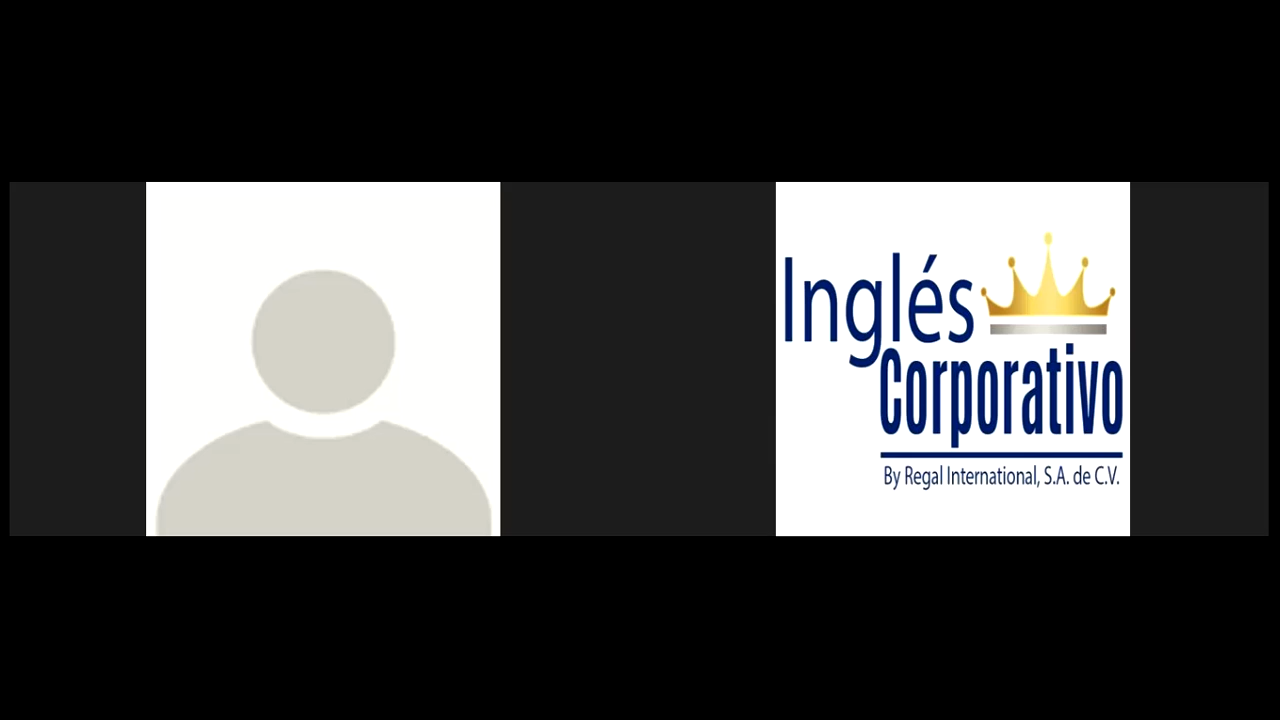 Inglés
Corporativo
By Regal International, S.A. de C.V.